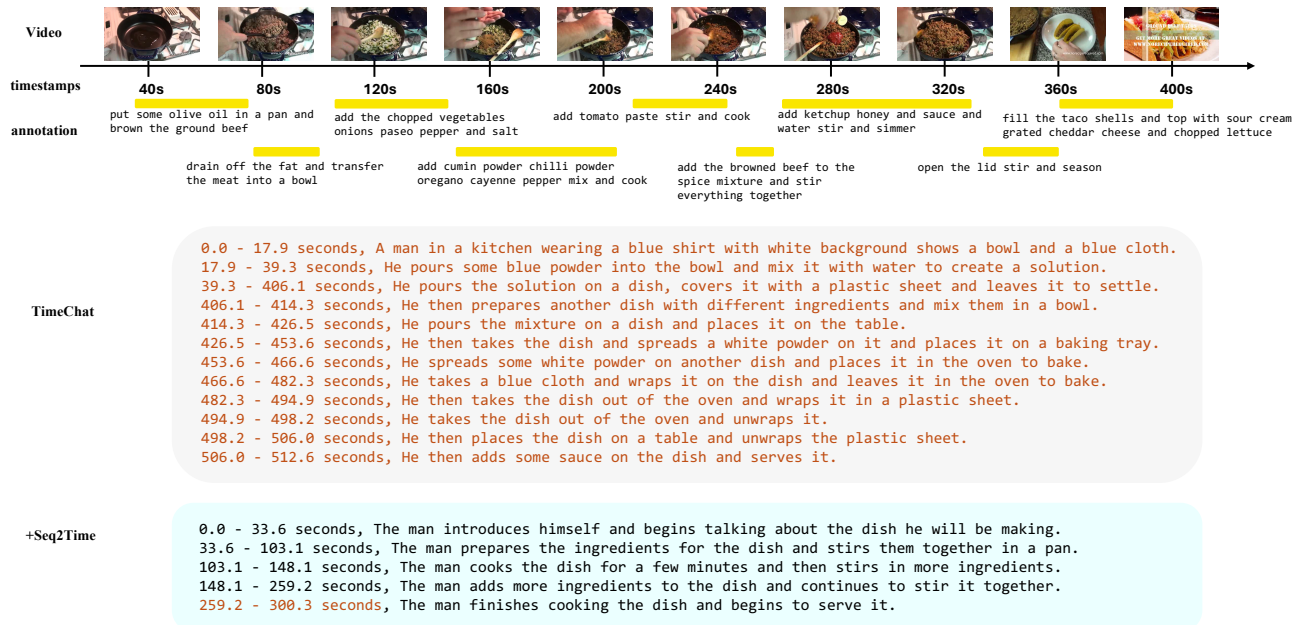 Video
timestamps
40s
80s
120s
160s
200s
240s
280s
320s
360s
400s
annotation
put some olive oil in a pan and
brown the ground beef
add the chopped vegetables
onions paseo pepper and salt
add tomato paste stir and cook
add ketchup honey and sauce and
water stir and simmer
fill the taco shells and top with sour cream
grated cheddar cheese and chopped lettuce
drain off the fat and transfer
the meat into a bowl
add cumin powder chilli powder
oregano cayenne pepper mix and cook
add the browned beef to the
spice mixture and stir
everything together
open the lid stir and season
TimeChat
0.0 - 17.9 seconds, A man in a kitchen wearing a blue shirt with white background shows a bowl and a blue cloth.
17.9 - 39.3 seconds, He pours some blue powder into the bowl and mix it with water to create a solution.
39.3 - 406.1 seconds, He pours the solution on a dish, covers it with a plastic sheet and leaves it to settle.
406.1 - 414.3 seconds, He then prepares another dish with different ingredients and mix them in a bowl.
414.3 - 426.5 seconds, He pours the mixture on a dish and places it on the table.
426.5 - 453.6 seconds, He then takes the dish and spreads a white powder on it and places it on a baking tray.
453.6 - 466.6 seconds, He spreads some white powder on another dish and places it in the oven to bake.
466.6 - 482.3 seconds, He takes a blue cloth and wraps it on the dish and leaves it in the oven to bake.
482.3 - 494.9 seconds, He then takes the dish out of the oven and wraps it in a plastic sheet.
494.9 - 498.2 seconds, He takes the dish out of the oven and unwraps it.
498.2 - 506.0 seconds, He then places the dish on a table and unwraps the plastic sheet.
506.0 - 512.6 seconds, He then adds some sauce on the dish and serves it.
+Seq2Time
0.0 - 33.6 seconds, The man introduces himself and begins talking about the dish he will be making.
33.6 - 103.1 seconds, The man prepares the ingredients for the dish and stirs them together in a pan.
103.1 - 148.1 seconds, The man cooks the dish for a few minutes and then stirs in more ingredients.
148.1 - 259.2 seconds, The man adds more ingredients to the dish and continues to stir it together.
259.2 - 300.3 seconds, The man finishes cooking the dish and begins to serve it.